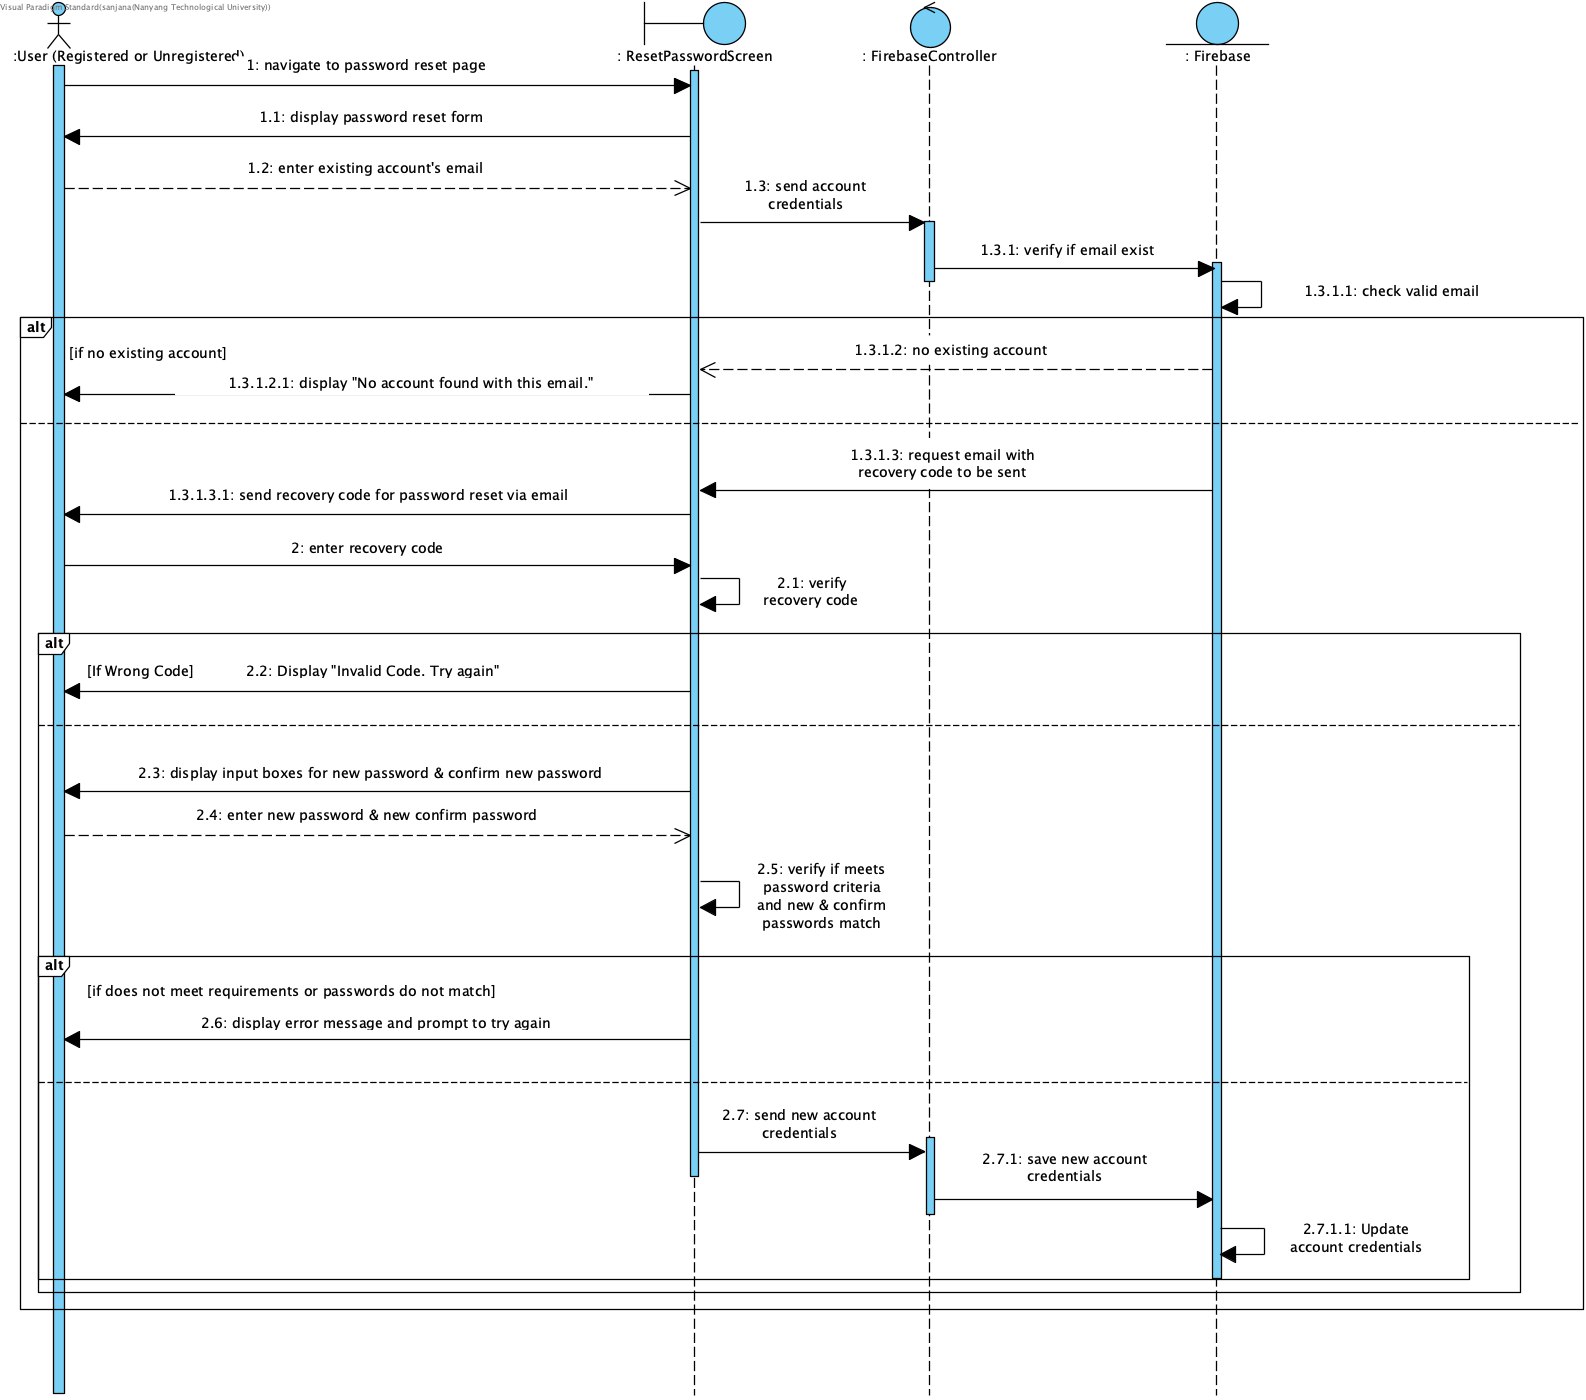 Visual Paradigm Standard(sanjana(Nanyang Technological University))
:User (Registered or Unregistered)
: ResetPasswordScreen
: FirebaseController
: Firebase
1: navigate to password reset page
1.1: display password reset form
1.2: enter existing account's email
1.3: send account
credentials
1.3.1: verify if email exist
1.3.1.1: check valid email
alt
[if no existing account]
1.3.1.2: no existing account
1.3.1.2.1: display "No account found with this email."
1.3.1.3: request email with
recovery code to be sent
1.3.1.3.1: send recovery code for password reset via email
2: enter recovery code
2.1: verify
recovery code
alt
[If Wrong Code]
2.2: Display "Invalid Code. Try again"
2.3: display input boxes for new password & confirm new password
2.4: enter new password & new confirm password
2.5: verify if meets
password criteria
and new & confirm
passwords match
alt
[if does not meet requirements or passwords do not match]
2.6: display error message and prompt to try again
2.7: send new account
credentials
2.7.1: save new account
credentials
2.7.1.1: Update
account credentials